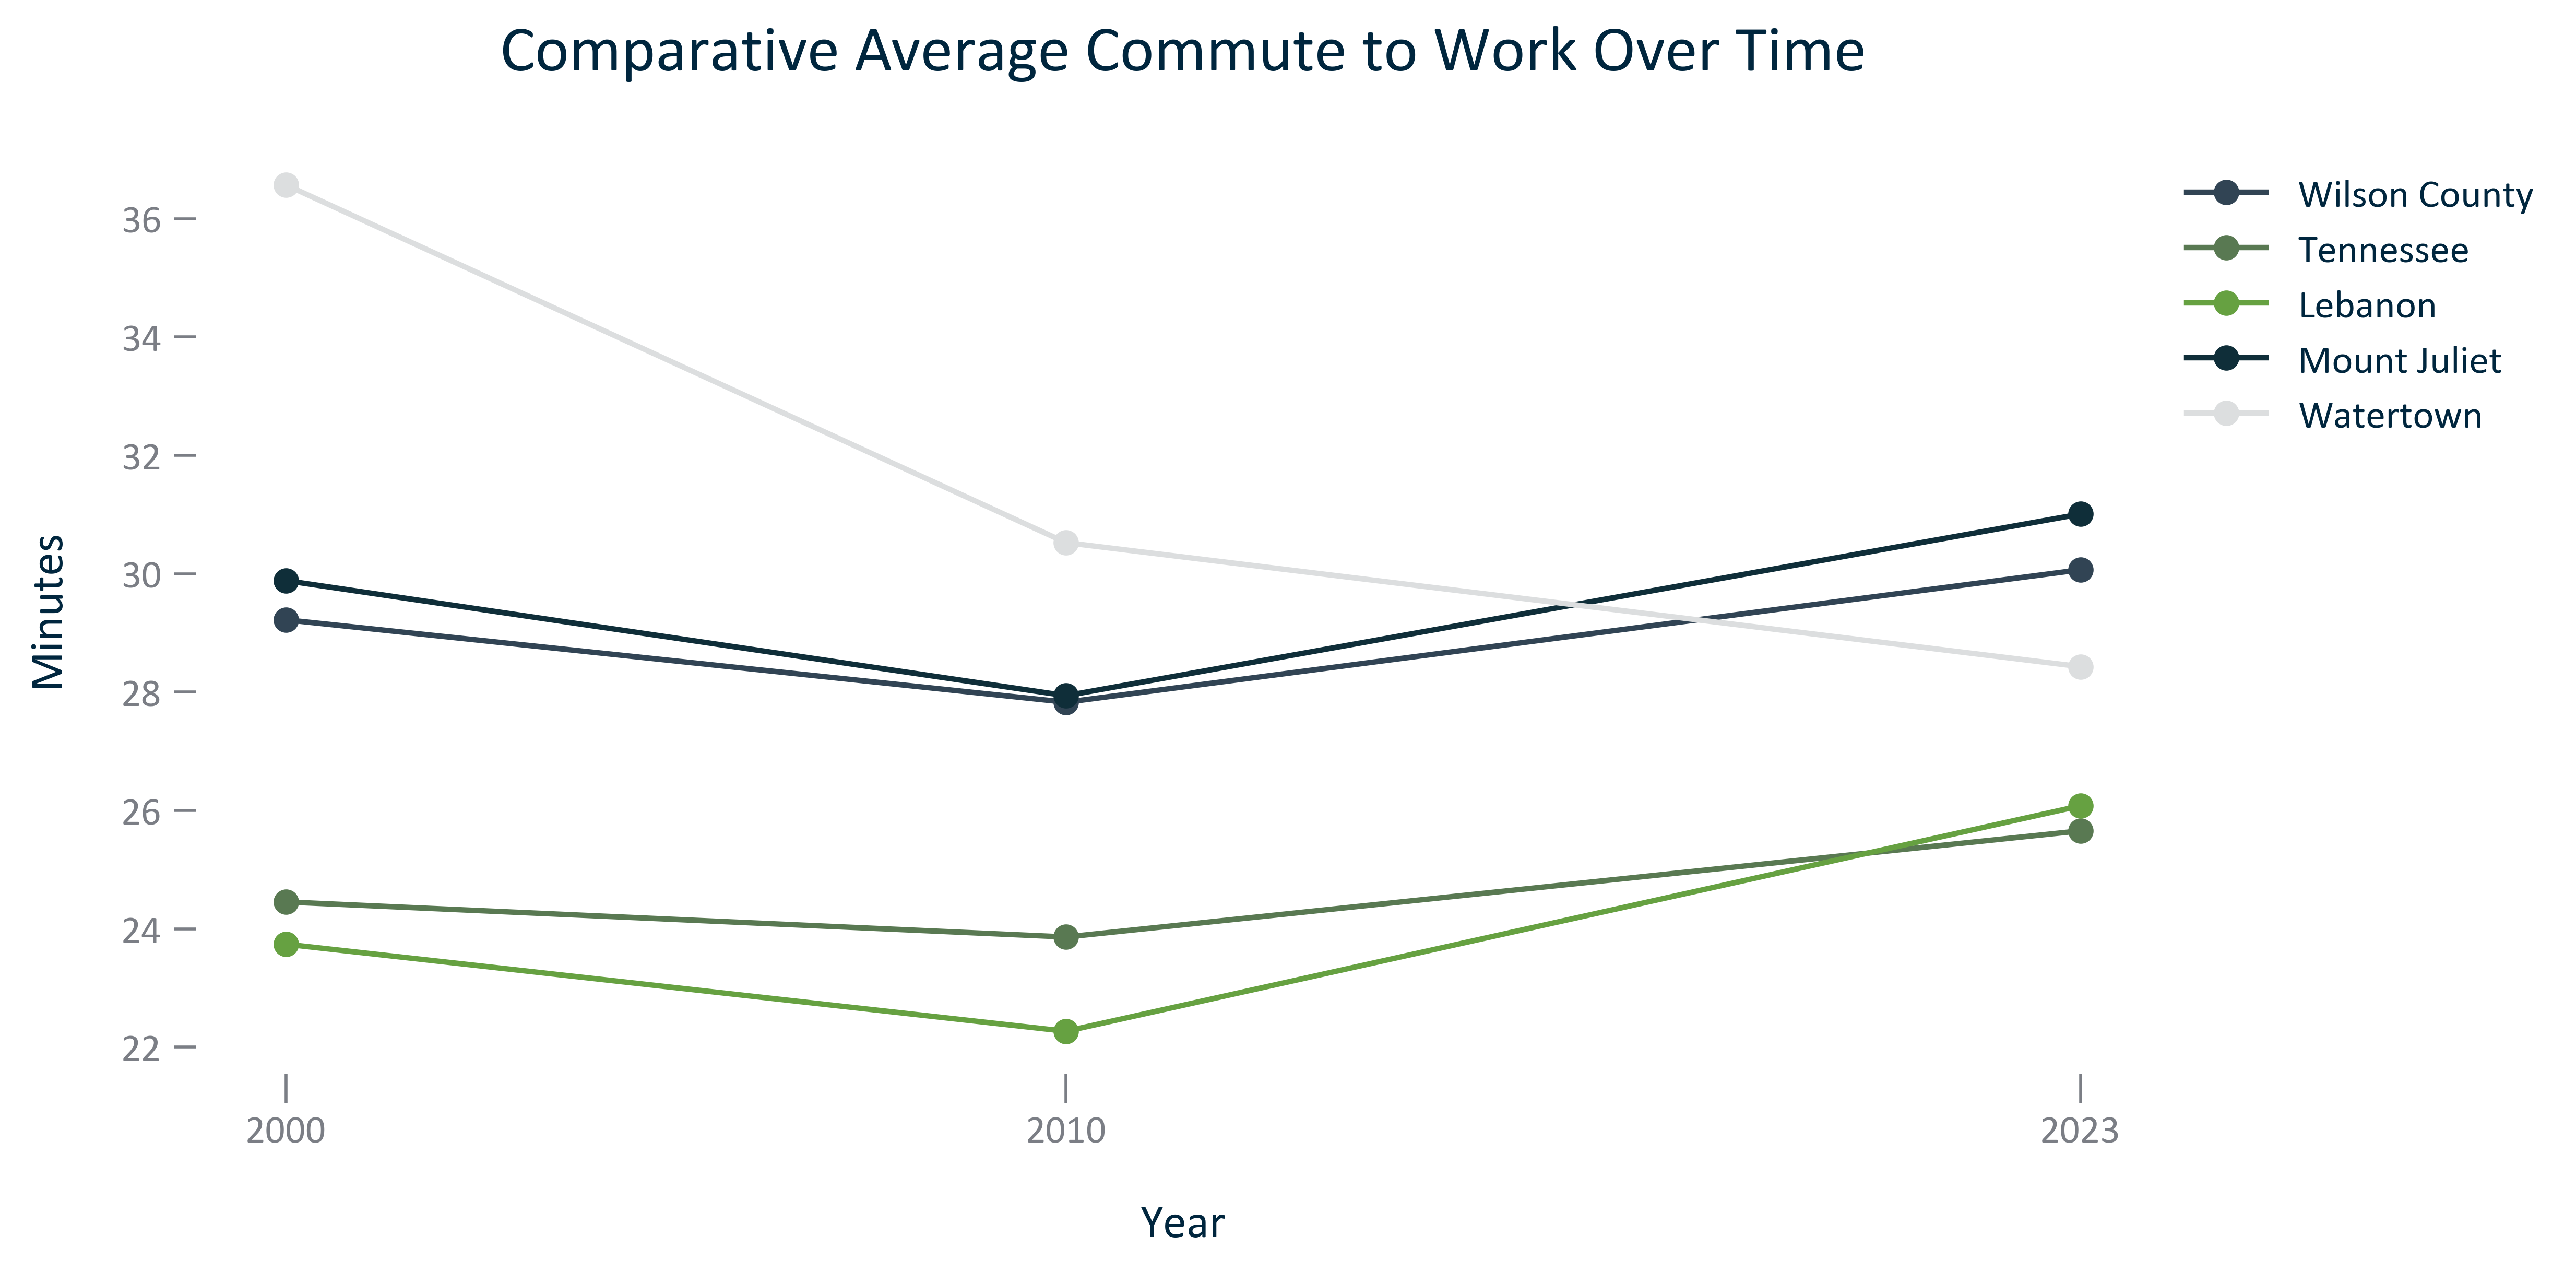 Comparative Average Commute to Work Over Time
36
34
32
30
28
26
24
22
Minutes
2000
2010
2023
Year
Wilson County
Tennessee
Lebanon
Mount Juliet
Watertown